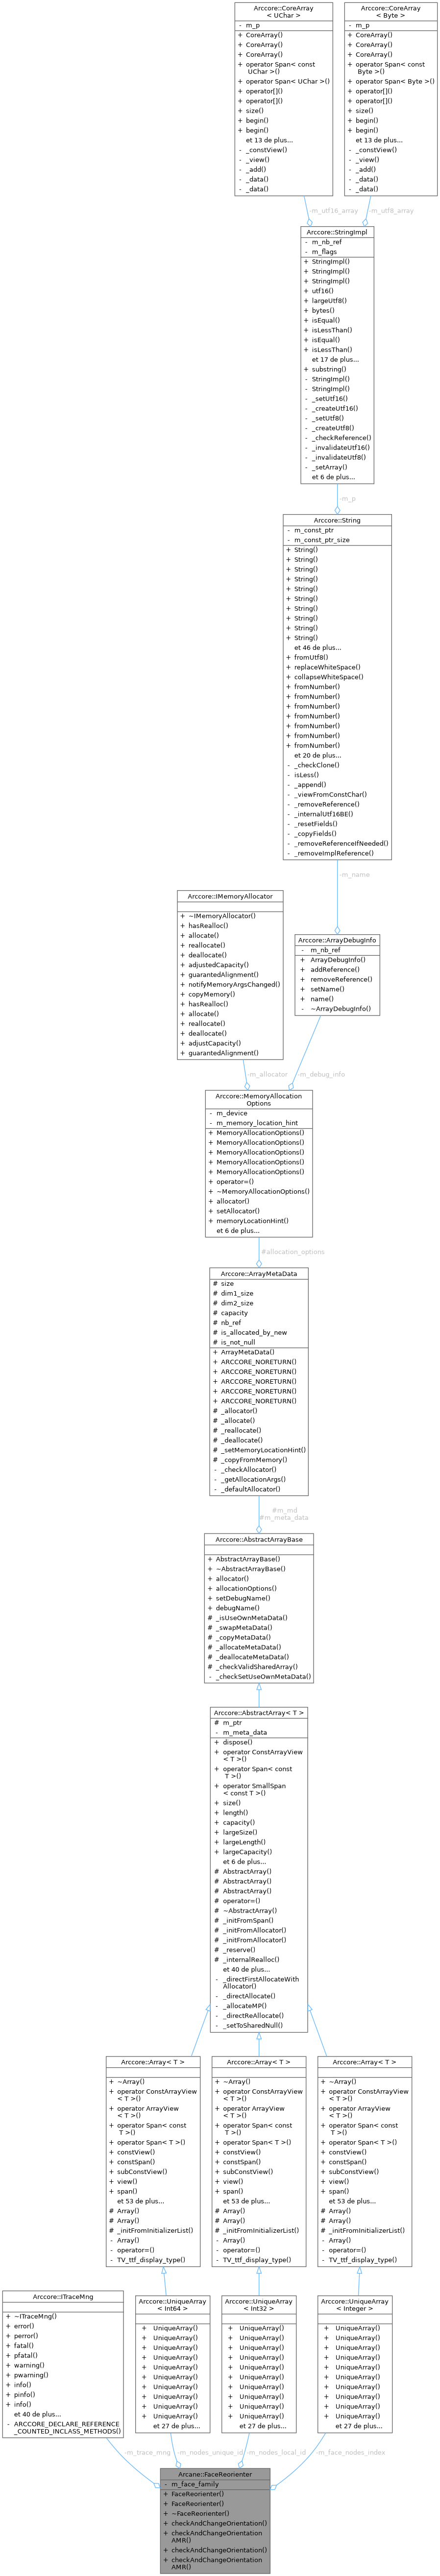 Arccore::CoreArray
< UChar >
- m_p
+ CoreArray()
+ CoreArray()
+ CoreArray()
+ operator Span< const
UChar >()
+ operator Span< UChar >()
+ operator[]()
+ operator[]()
+ size()
+ begin()
+ begin()
et 13 de plus...
- _constView()
- _view()
- _add()
- _data()
- _data()
Arccore::CoreArray
< Byte >
- m_p
+ CoreArray()
+ CoreArray()
+ CoreArray()
+ operator Span< const
Byte >()
+ operator Span< Byte >()
+ operator[]()
+ operator[]()
+ size()
+ begin()
+ begin()
et 13 de plus...
- _constView()
- _view()
- _add()
- _data()
- _data()
-m_utf16_array
-m_utf8_array
Arccore::StringImpl
- m_nb_ref
- m_flags
+ StringImpl()
+ StringImpl()
+ StringImpl()
+ utf16()
+ largeUtf8()
+ bytes()
+ isEqual()
+ isLessThan()
+ isEqual()
+ isLessThan()
et 17 de plus...
+ substring()
- StringImpl()
- StringImpl()
- _setUtf16()
- _createUtf16()
- _setUtf8()
- _createUtf8()
- _checkReference()
- _invalidateUtf16()
- _invalidateUtf8()
- _setArray()
et 6 de plus...
-m_p
Arccore::String
- m_const_ptr
- m_const_ptr_size
+ String()
+ String()
+ String()
+ String()
+ String()
+ String()
+ String()
+ String()
+ String()
+ String()
et 46 de plus...
+ fromUtf8()
+ replaceWhiteSpace()
+ collapseWhiteSpace()
+ fromNumber()
+ fromNumber()
+ fromNumber()
+ fromNumber()
+ fromNumber()
+ fromNumber()
+ fromNumber()
et 20 de plus...
- _checkClone()
- isLess()
- _append()
- _viewFromConstChar()
- _removeReference()
- _internalUtf16BE()
- _resetFields()
- _copyFields()
- _removeReferenceIfNeeded()
- _removeImplReference()
-m_name
Arccore::IMemoryAllocator
+ ~IMemoryAllocator()
+ hasRealloc()
+ allocate()
+ reallocate()
+ deallocate()
+ adjustedCapacity()
+ guarantedAlignment()
+ notifyMemoryArgsChanged()
+ copyMemory()
+ hasRealloc()
+ allocate()
+ reallocate()
+ deallocate()
+ adjustCapacity()
+ guarantedAlignment()
Arccore::ArrayDebugInfo
- m_nb_ref
+ ArrayDebugInfo()
+ addReference()
+ removeReference()
+ setName()
+ name()
- ~ArrayDebugInfo()
-m_allocator
-m_debug_info
Arccore::MemoryAllocation
Options
- m_device
- m_memory_location_hint
+ MemoryAllocationOptions()
+ MemoryAllocationOptions()
+ MemoryAllocationOptions()
+ MemoryAllocationOptions()
+ MemoryAllocationOptions()
+ operator=()
+ ~MemoryAllocationOptions()
+ allocator()
+ setAllocator()
+ memoryLocationHint()
et 6 de plus...
#allocation_options
Arccore::ArrayMetaData
# size
# dim1_size
# dim2_size
# capacity
# nb_ref
# is_allocated_by_new
# is_not_null
+ ArrayMetaData()
+ ARCCORE_NORETURN()
+ ARCCORE_NORETURN()
+ ARCCORE_NORETURN()
+ ARCCORE_NORETURN()
+ ARCCORE_NORETURN()
# _allocator()
# _allocate()
# _reallocate()
# _deallocate()
# _setMemoryLocationHint()
# _copyFromMemory()
- _checkAllocator()
- _getAllocationArgs()
- _defaultAllocator()
#m_md
#m_meta_data
Arccore::AbstractArrayBase
+ AbstractArrayBase()
+ ~AbstractArrayBase()
+ allocator()
+ allocationOptions()
+ setDebugName()
+ debugName()
# _isUseOwnMetaData()
# _swapMetaData()
# _copyMetaData()
# _allocateMetaData()
# _deallocateMetaData()
# _checkValidSharedArray()
- _checkSetUseOwnMetaData()
Arccore::AbstractArray< T >
# m_ptr
- m_meta_data
+ dispose()
+ operator ConstArrayView
< T >()
+ operator Span< const
T >()
+ operator SmallSpan
< const T >()
+ size()
+ length()
+ capacity()
+ largeSize()
+ largeLength()
+ largeCapacity()
et 6 de plus...
# AbstractArray()
# AbstractArray()
# AbstractArray()
# operator=()
# ~AbstractArray()
# _initFromSpan()
# _initFromAllocator()
# _initFromAllocator()
# _reserve()
# _internalRealloc()
et 40 de plus...
- _directFirstAllocateWith
Allocator()
- _directAllocate()
- _allocateMP()
- _directReAllocate()
- _setToSharedNull()
Arccore::Array< T >
+ ~Array()
+ operator ConstArrayView
< T >()
+ operator ArrayView
< T >()
+ operator Span< const
T >()
+ operator Span< T >()
+ constView()
+ constSpan()
+ subConstView()
+ view()
+ span()
et 53 de plus...
# Array()
# Array()
# _initFromInitializerList()
- Array()
- operator=()
- TV_ttf_display_type()
Arccore::Array< T >
+ ~Array()
+ operator ConstArrayView
< T >()
+ operator ArrayView
< T >()
+ operator Span< const
T >()
+ operator Span< T >()
+ constView()
+ constSpan()
+ subConstView()
+ view()
+ span()
et 53 de plus...
# Array()
# Array()
# _initFromInitializerList()
- Array()
- operator=()
- TV_ttf_display_type()
Arccore::Array< T >
+ ~Array()
+ operator ConstArrayView
< T >()
+ operator ArrayView
< T >()
+ operator Span< const
T >()
+ operator Span< T >()
+ constView()
+ constSpan()
+ subConstView()
+ view()
+ span()
et 53 de plus...
# Array()
# Array()
# _initFromInitializerList()
- Array()
- operator=()
- TV_ttf_display_type()
Arccore::ITraceMng
+ ~ITraceMng()
+ error()
+ perror()
+ fatal()
+ pfatal()
+ warning()
+ pwarning()
+ info()
+ pinfo()
+ info()
et 40 de plus...
- ARCCORE_DECLARE_REFERENCE
_COUNTED_INCLASS_METHODS()
Arccore::UniqueArray
< Int64 >
+ UniqueArray()
+ UniqueArray()
+ UniqueArray()
+ UniqueArray()
+ UniqueArray()
+ UniqueArray()
+ UniqueArray()
+ UniqueArray()
+ UniqueArray()
+ UniqueArray()
et 27 de plus...
Arccore::UniqueArray
< Int32 >
+ UniqueArray()
+ UniqueArray()
+ UniqueArray()
+ UniqueArray()
+ UniqueArray()
+ UniqueArray()
+ UniqueArray()
+ UniqueArray()
+ UniqueArray()
+ UniqueArray()
et 27 de plus...
Arccore::UniqueArray
< Integer >
+ UniqueArray()
+ UniqueArray()
+ UniqueArray()
+ UniqueArray()
+ UniqueArray()
+ UniqueArray()
+ UniqueArray()
+ UniqueArray()
+ UniqueArray()
+ UniqueArray()
et 27 de plus...
-m_trace_mng
-m_nodes_unique_id
-m_nodes_local_id
-m_face_nodes_index
Arcane::FaceReorienter
- m_face_family
+ FaceReorienter()
+ FaceReorienter()
+ ~FaceReorienter()
+ checkAndChangeOrientation()
+ checkAndChangeOrientation
AMR()
+ checkAndChangeOrientation()
+ checkAndChangeOrientation
AMR()